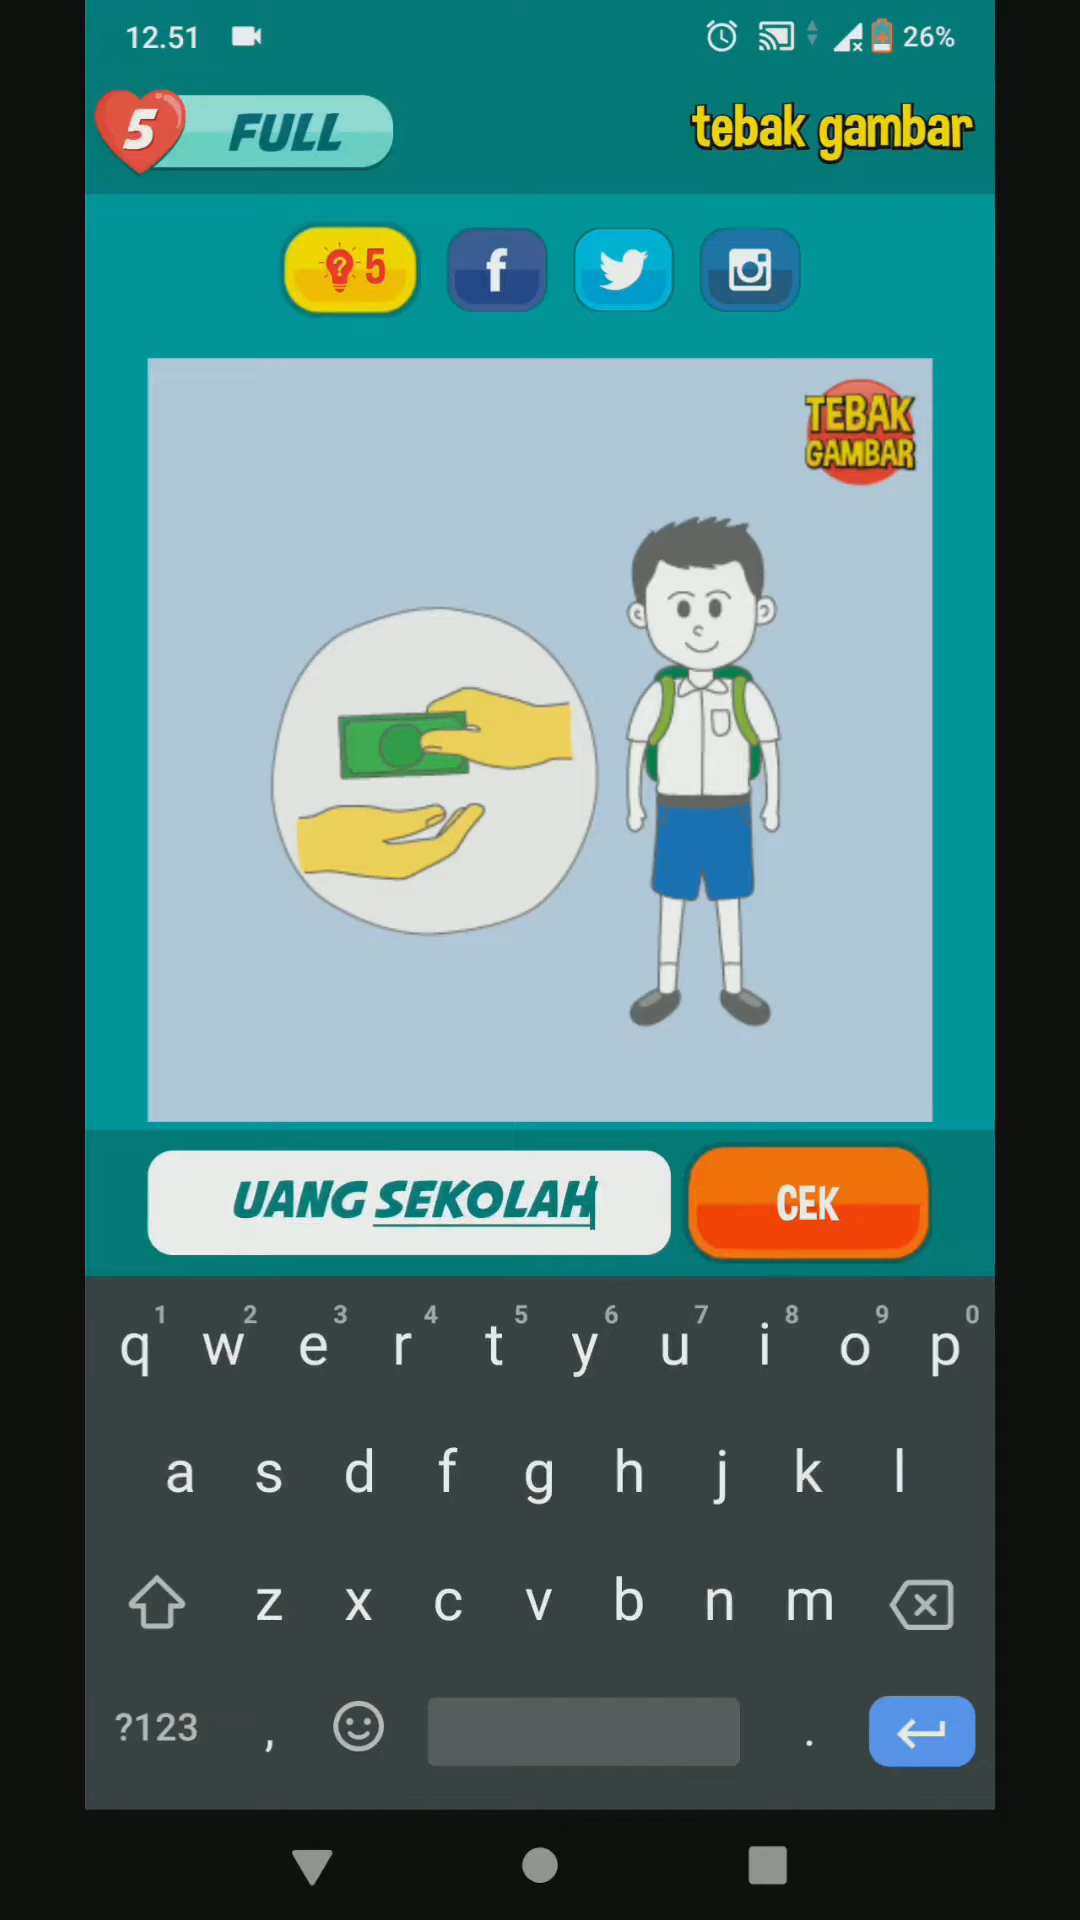 12.51
26%
5 FULL
tebak gambar
5
TEBAK
GAMBAR
UANG SEKOLAH
CEK
1 2 3 4 5 6 7 8 9 0
q w e r t y u i o p
a s d f g h j k l
z x c v b n m
?123 , .